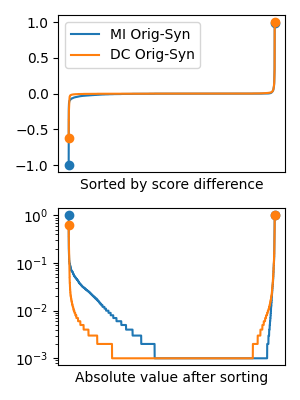 1.0
MI Orig-Syn
DC Orig-Syn
0.5
0.0
−0.5
−1.0
Sorted by score difference
10⁰
10⁻¹
10⁻²
10⁻³
Absolute value after sorting